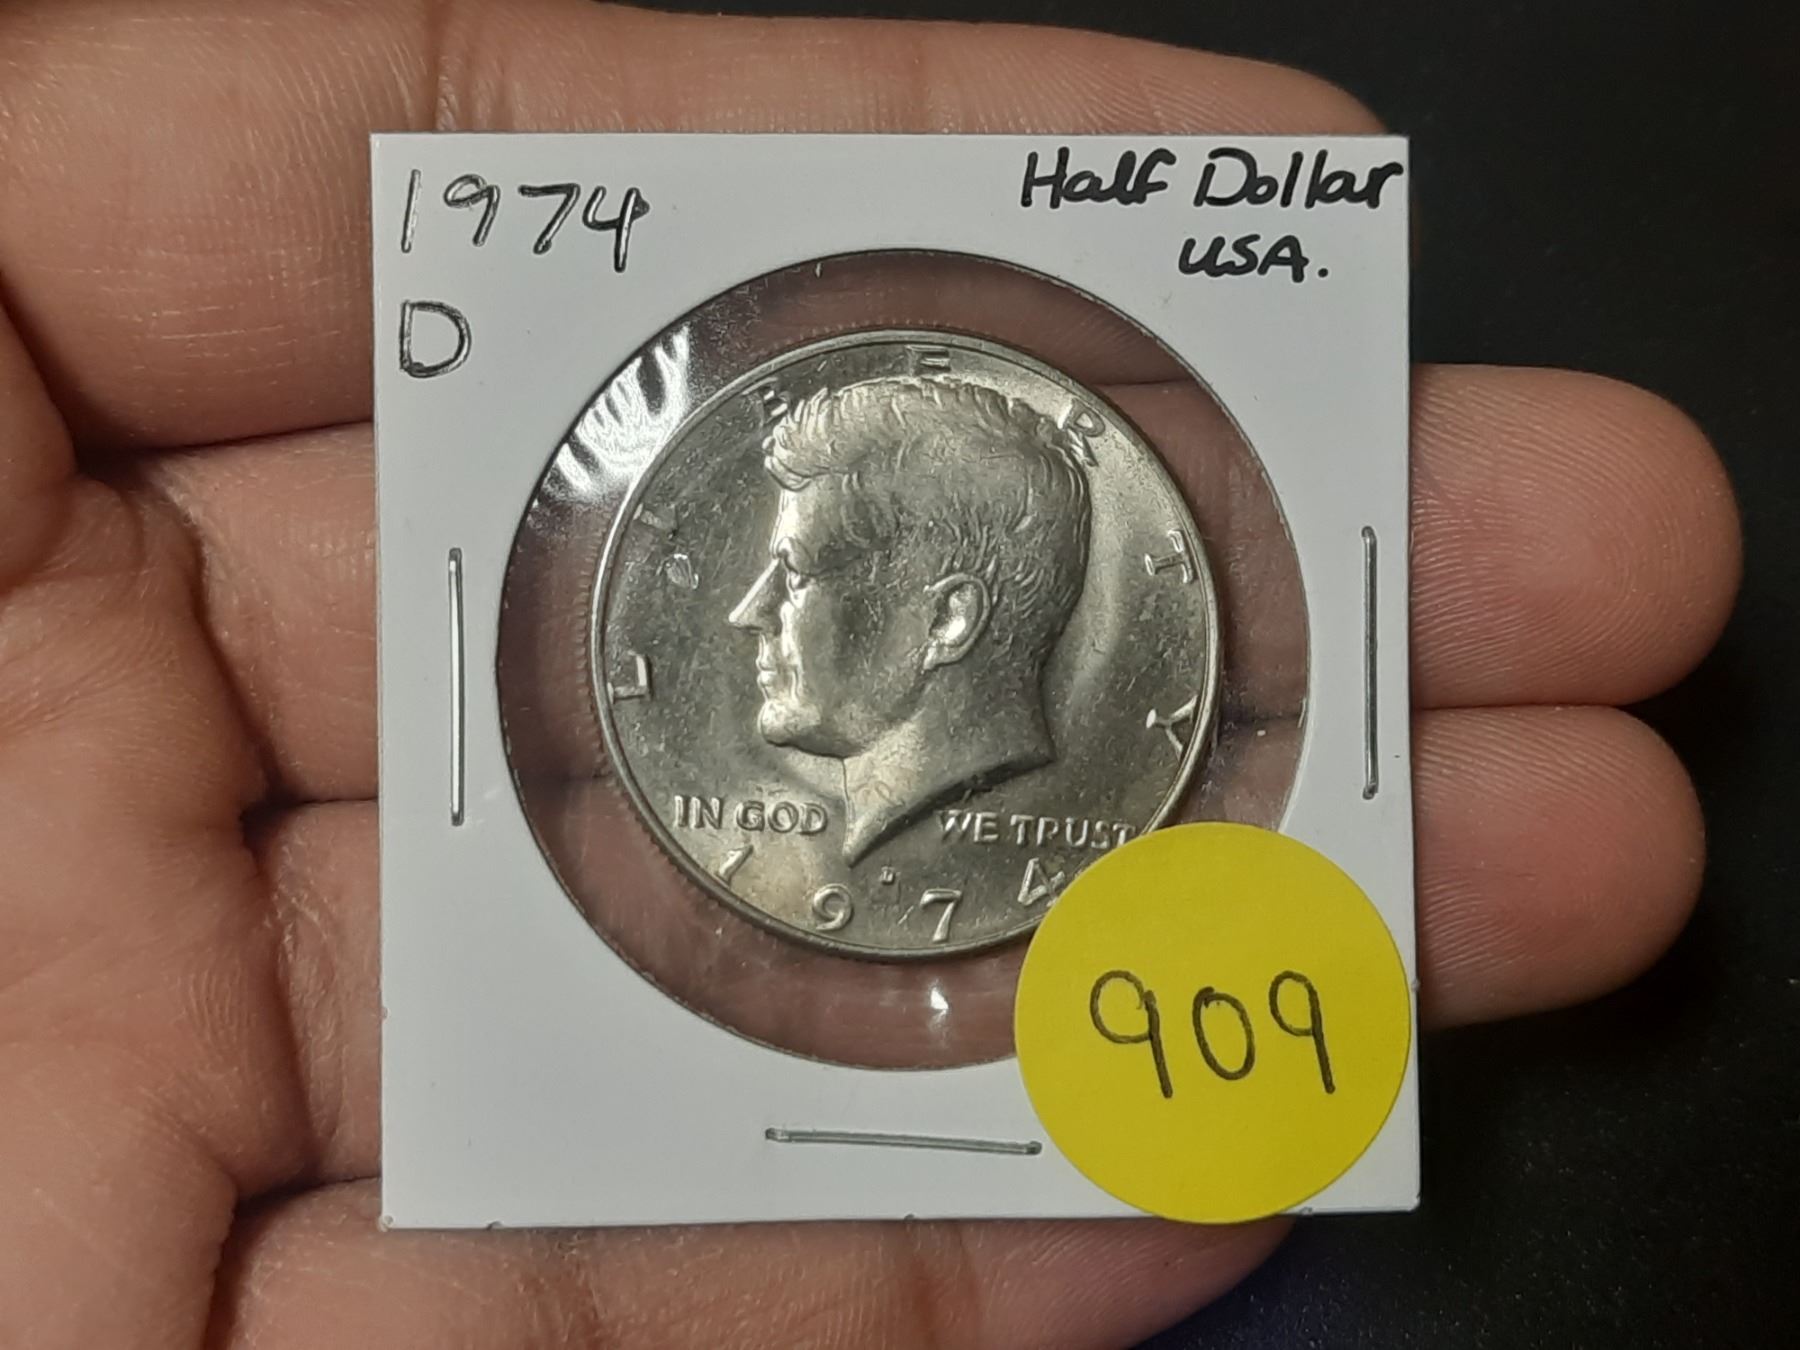 1974
D
Half Dollar
USA.
LIBERTY
IN GOD WE TRUST
D
1974
909